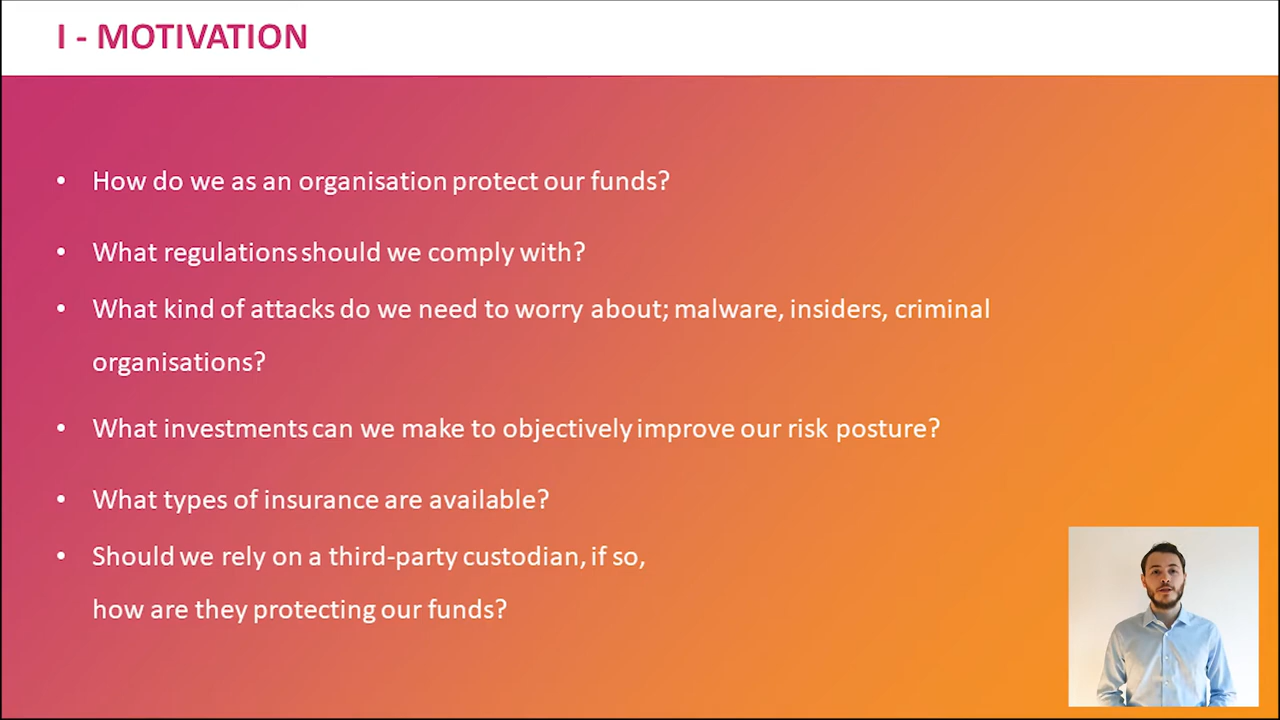 I - MOTIVATION
• How do we as an organisation protect our funds?
• What regulations should we comply with?
• What kind of attacks do we need to worry about; malware, insiders, criminal
organisations?
• What investments can we make to objectively improve our risk posture?
• What types of insurance are available?
• Should we rely on a third-party custodian, if so,
how are they protecting our funds?